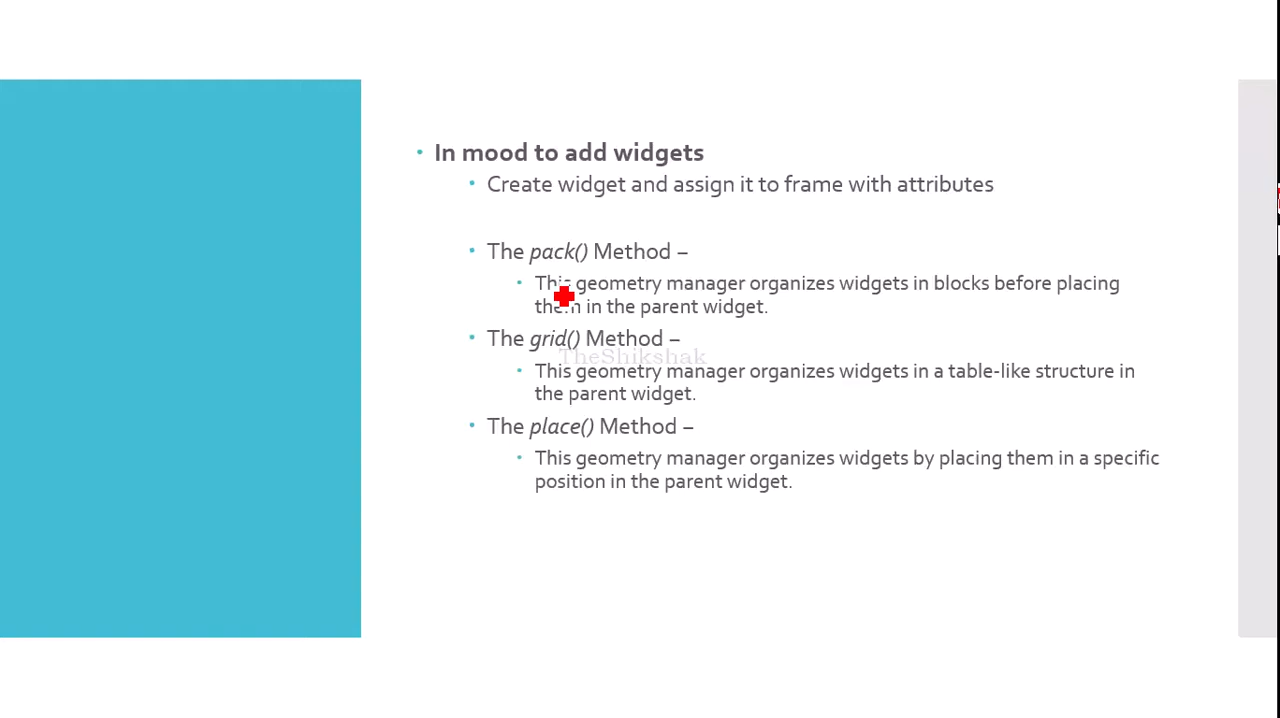 In mood to add widgets
Create widget and assign it to frame with attributes
The pack() Method –
This geometry manager organizes widgets in blocks before placing
them in the parent widget.
The grid() Method –
TheShikshak
This geometry manager organizes widgets in a table-like structure in
the parent widget.
The place() Method –
This geometry manager organizes widgets by placing them in a specific
position in the parent widget.